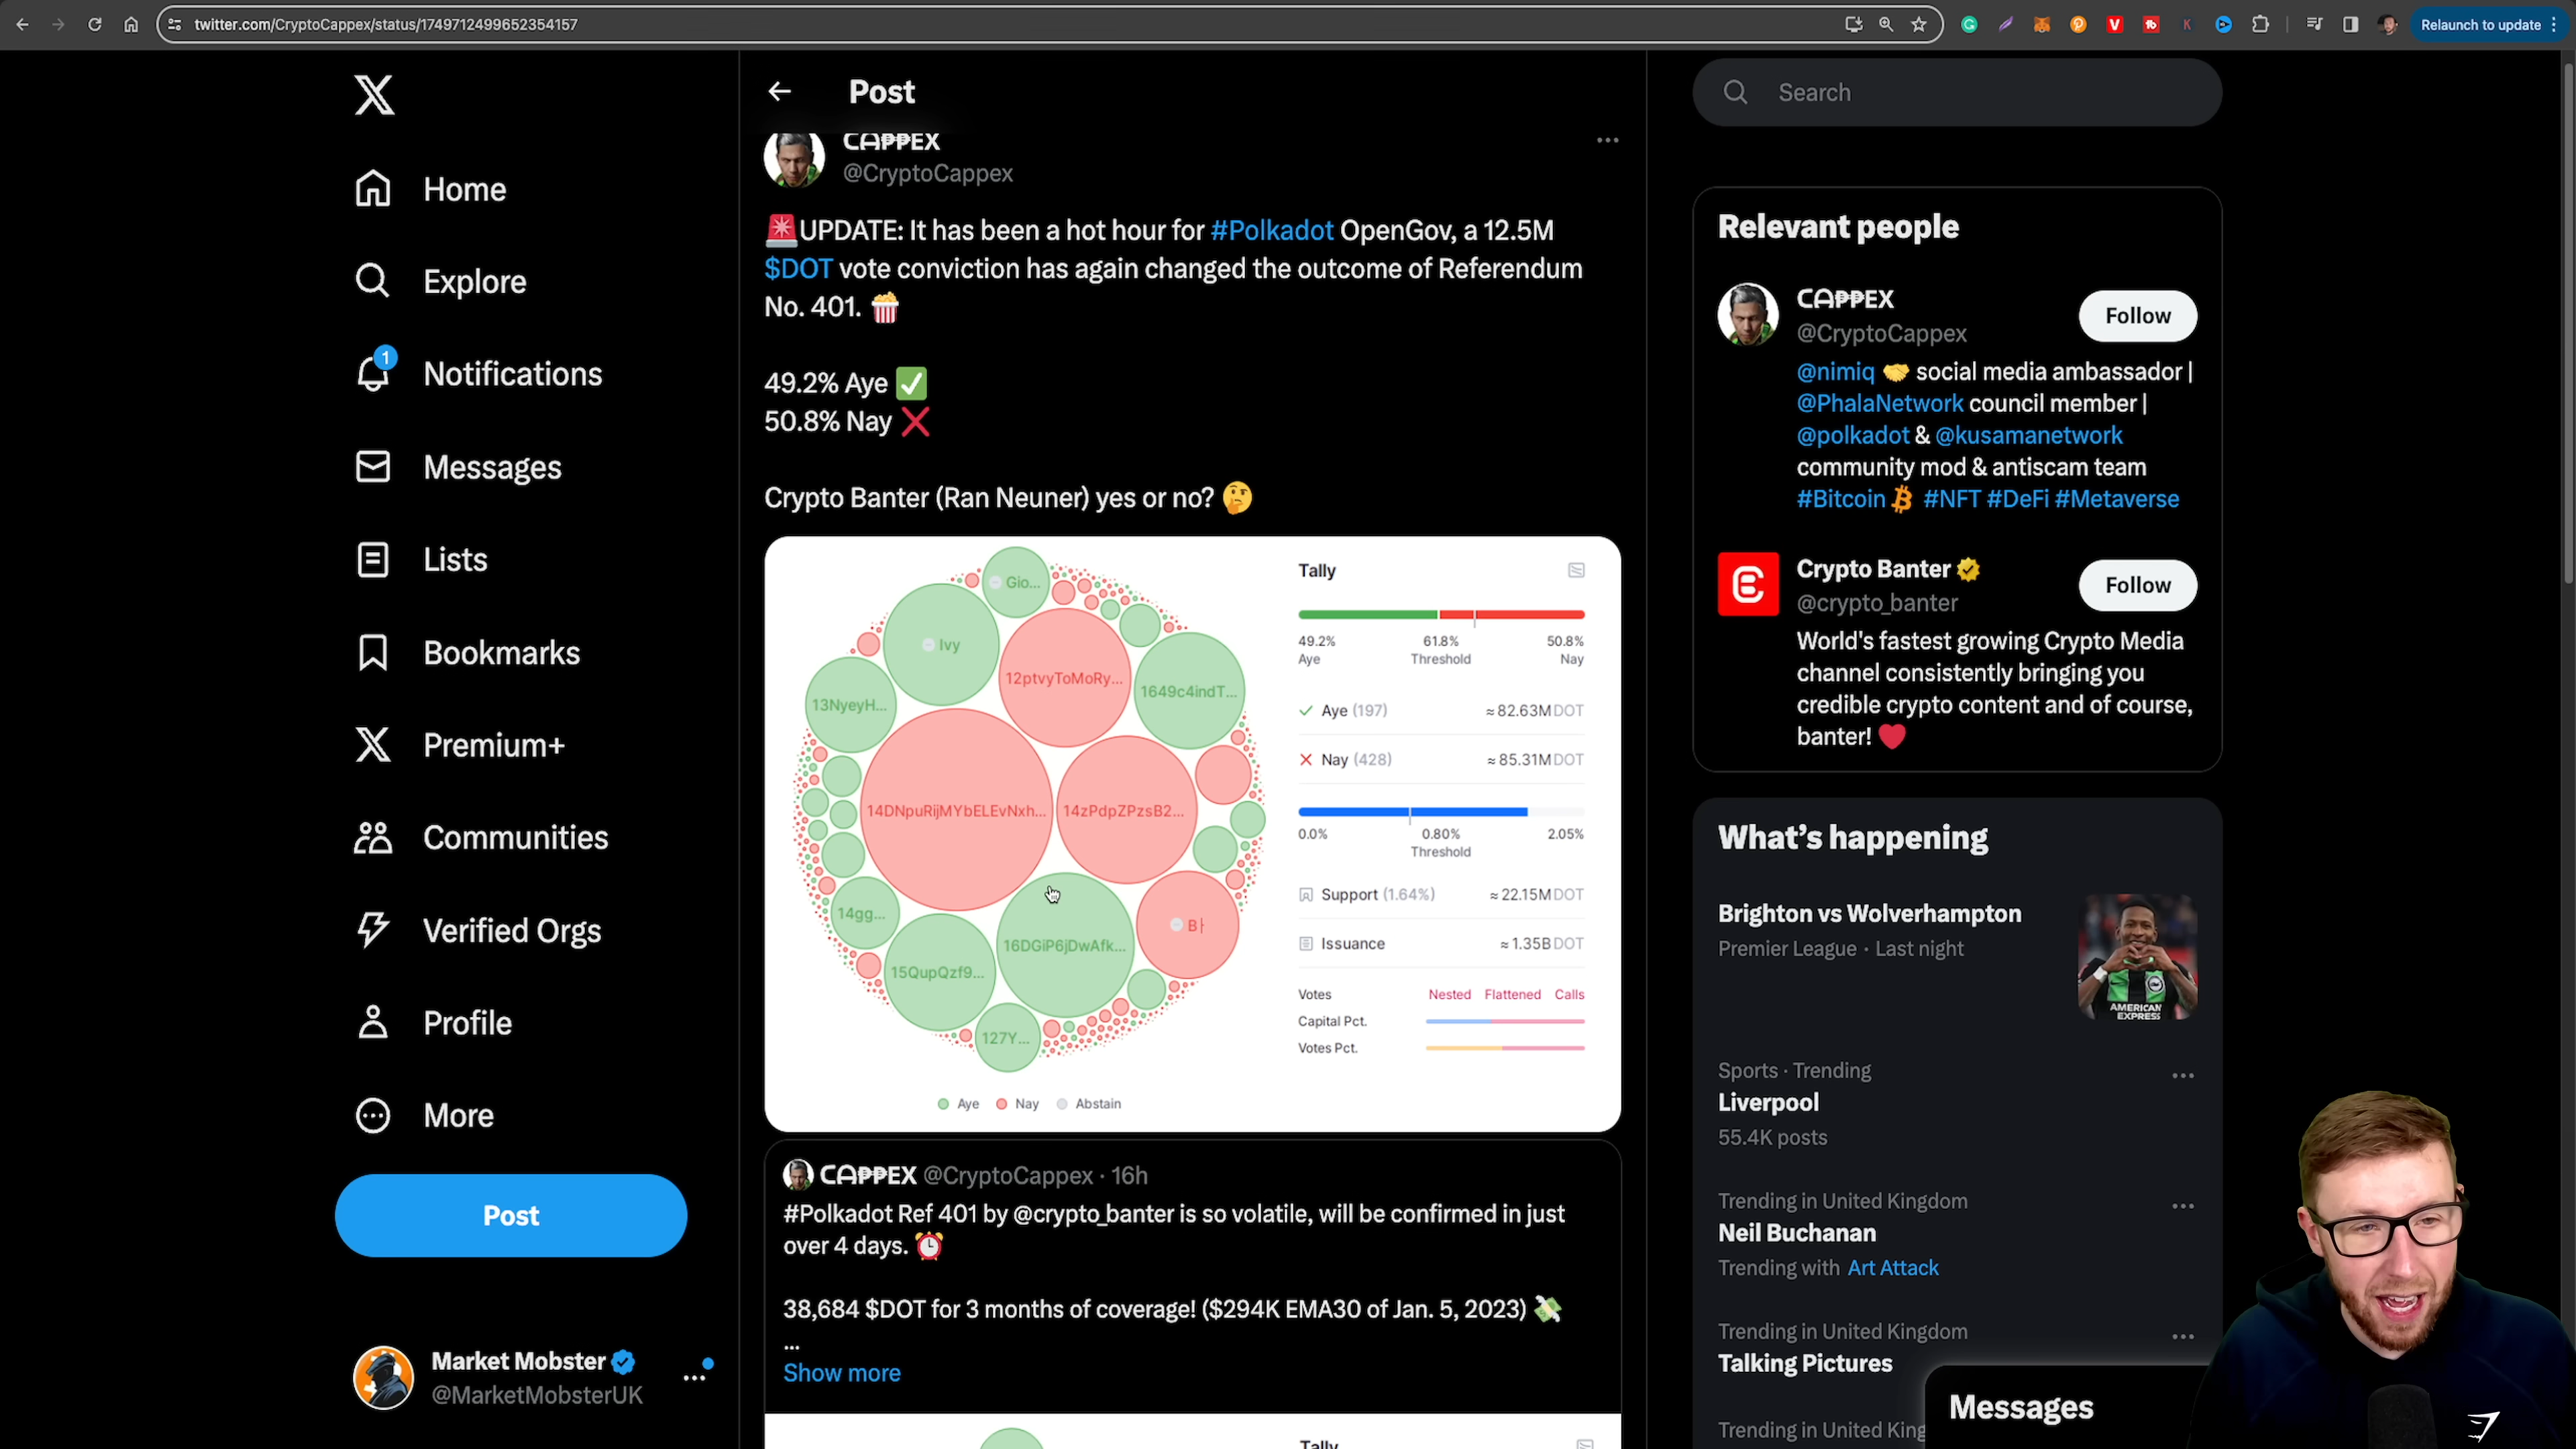 twitter.com/CryptoCappex/status/1749712499652354157
Relaunch to update
Home
Explore
1
Notifications
Messages
Lists
Bookmarks
Premium+
Communities
Verified Orgs
Profile
More
Post
Market Mobster
@MarketMobsterUK
Post
CAPPEX
@CryptoCappex
🚨UPDATE: It has been a hot hour for #Polkadot OpenGov, a 12.5M
$DOT vote conviction has again changed the outcome of Referendum
No. 401. 🍿
49.2% Aye ✅
50.8% Nay ❌
Crypto Banter (Ran Neuner) yes or no? 🤔
Gio...
Ivy
12ptvyToMoRy...
1649c4indT...
13NyeyH...
14DNpuRijMYbELEvNxh...
14zPdpZPzsB2...
14gg...
16DGiP6jDwAfk...
15QupQzf9...
127Y...
Aye Nay Abstain
Tally
49.2% 61.8% 50.8%
Aye Threshold Nay
Aye (197) ≈82.63M DOT
Nay (428) ≈85.31M DOT
0.0% 0.80% 2.05%
Threshold
Support (1.64%) ≈22.15M DOT
Issuance ≈1.35B DOT
Votes Nested Flattened Calls
Capital Pct.
Votes Pct.
CAPPEX @CryptoCappex · 16h
#Polkadot Ref 401 by @crypto_banter is so volatile, will be confirmed in just
over 4 days. ⏰
38,684 $DOT for 3 months of coverage! ($294K EMA30 of Jan. 5, 2023) 💸
...
Show more
Tally
Search
Relevant people
CAPPEX
@CryptoCappex
Follow
@nimiq 🤝 social media ambassador |
@PhalaNetwork council member |
@polkadot & @kusamanetwork
community mod & antiscam team
#Bitcoin #NFT #DeFi #Metaverse
Crypto Banter
@crypto_banter
Follow
World's fastest growing Crypto Media
channel consistently bringing you
credible crypto content and of course,
banter! ❤️
What's happening
Brighton vs Wolverhampton
Premier League · Last night
AMERICAN
EXPRESS
Sports · Trending
Liverpool
55.4K posts
Trending in United Kingdom
Neil Buchanan
Trending with Art Attack
Trending in United Kingdom
Talking Pictures
Trending in United King
Messages